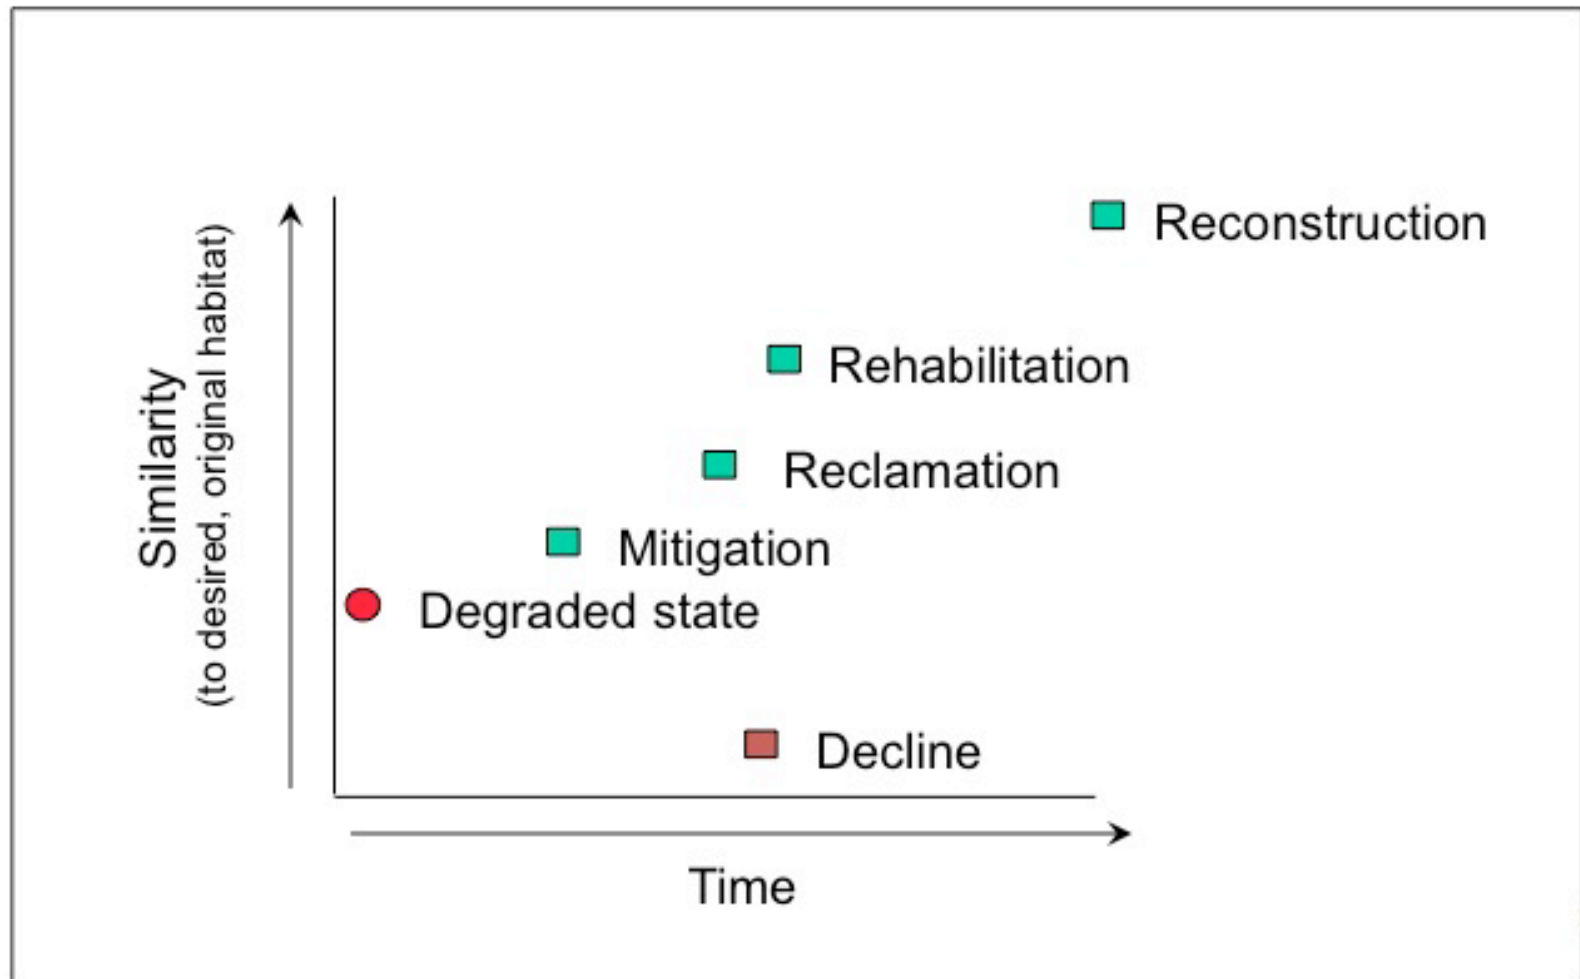 Reconstruction
Rehabilitation
Reclamation
Mitigation
Degraded state
Decline
Similarity
(to desired, original habitat)
Time